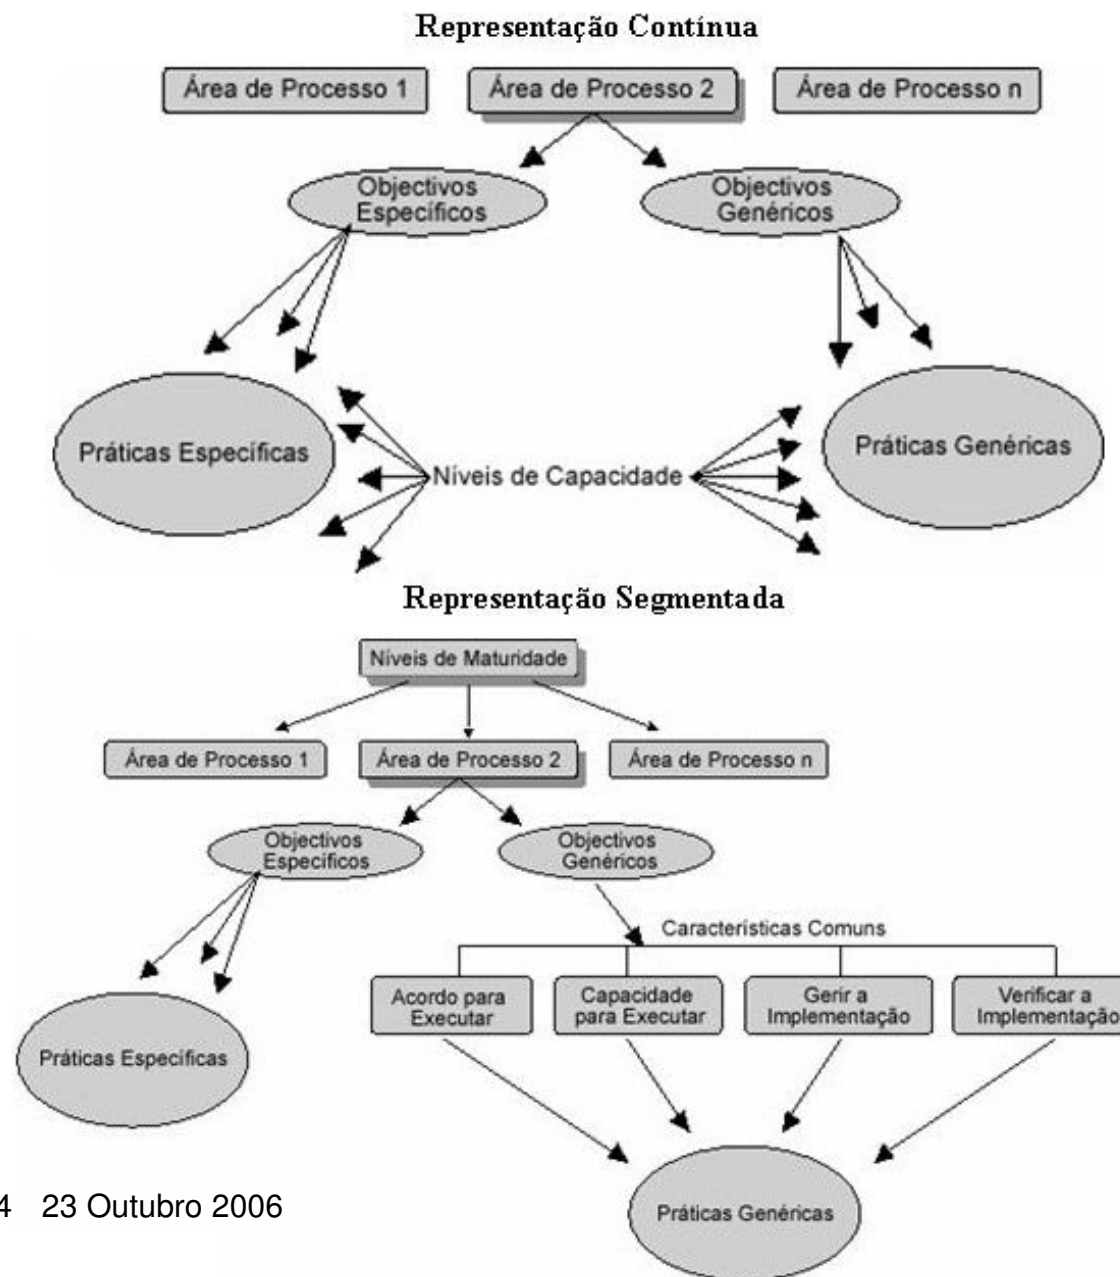 Representação Contínua
Área de Processo 1
Área de Processo 2
Área de Processo n
Objectivos
Específicos
Objectivos
Genéricos
Práticas Específicas
Níveis de Capacidade
Práticas Genéricas
Representação Segmentada
Níveis de Maturidade
Área de Processo 1
Área de Processo 2
Área de Processo n
Objectivos
Específicos
Objectivos
Genéricos
Características Comuns
Acordo para
Executar
Capacidade
para Executar
Gerir a
Implementação
Verificar a
Implementação
Práticas Específicas
Práticas Genéricas
4 23 Outubro 2006